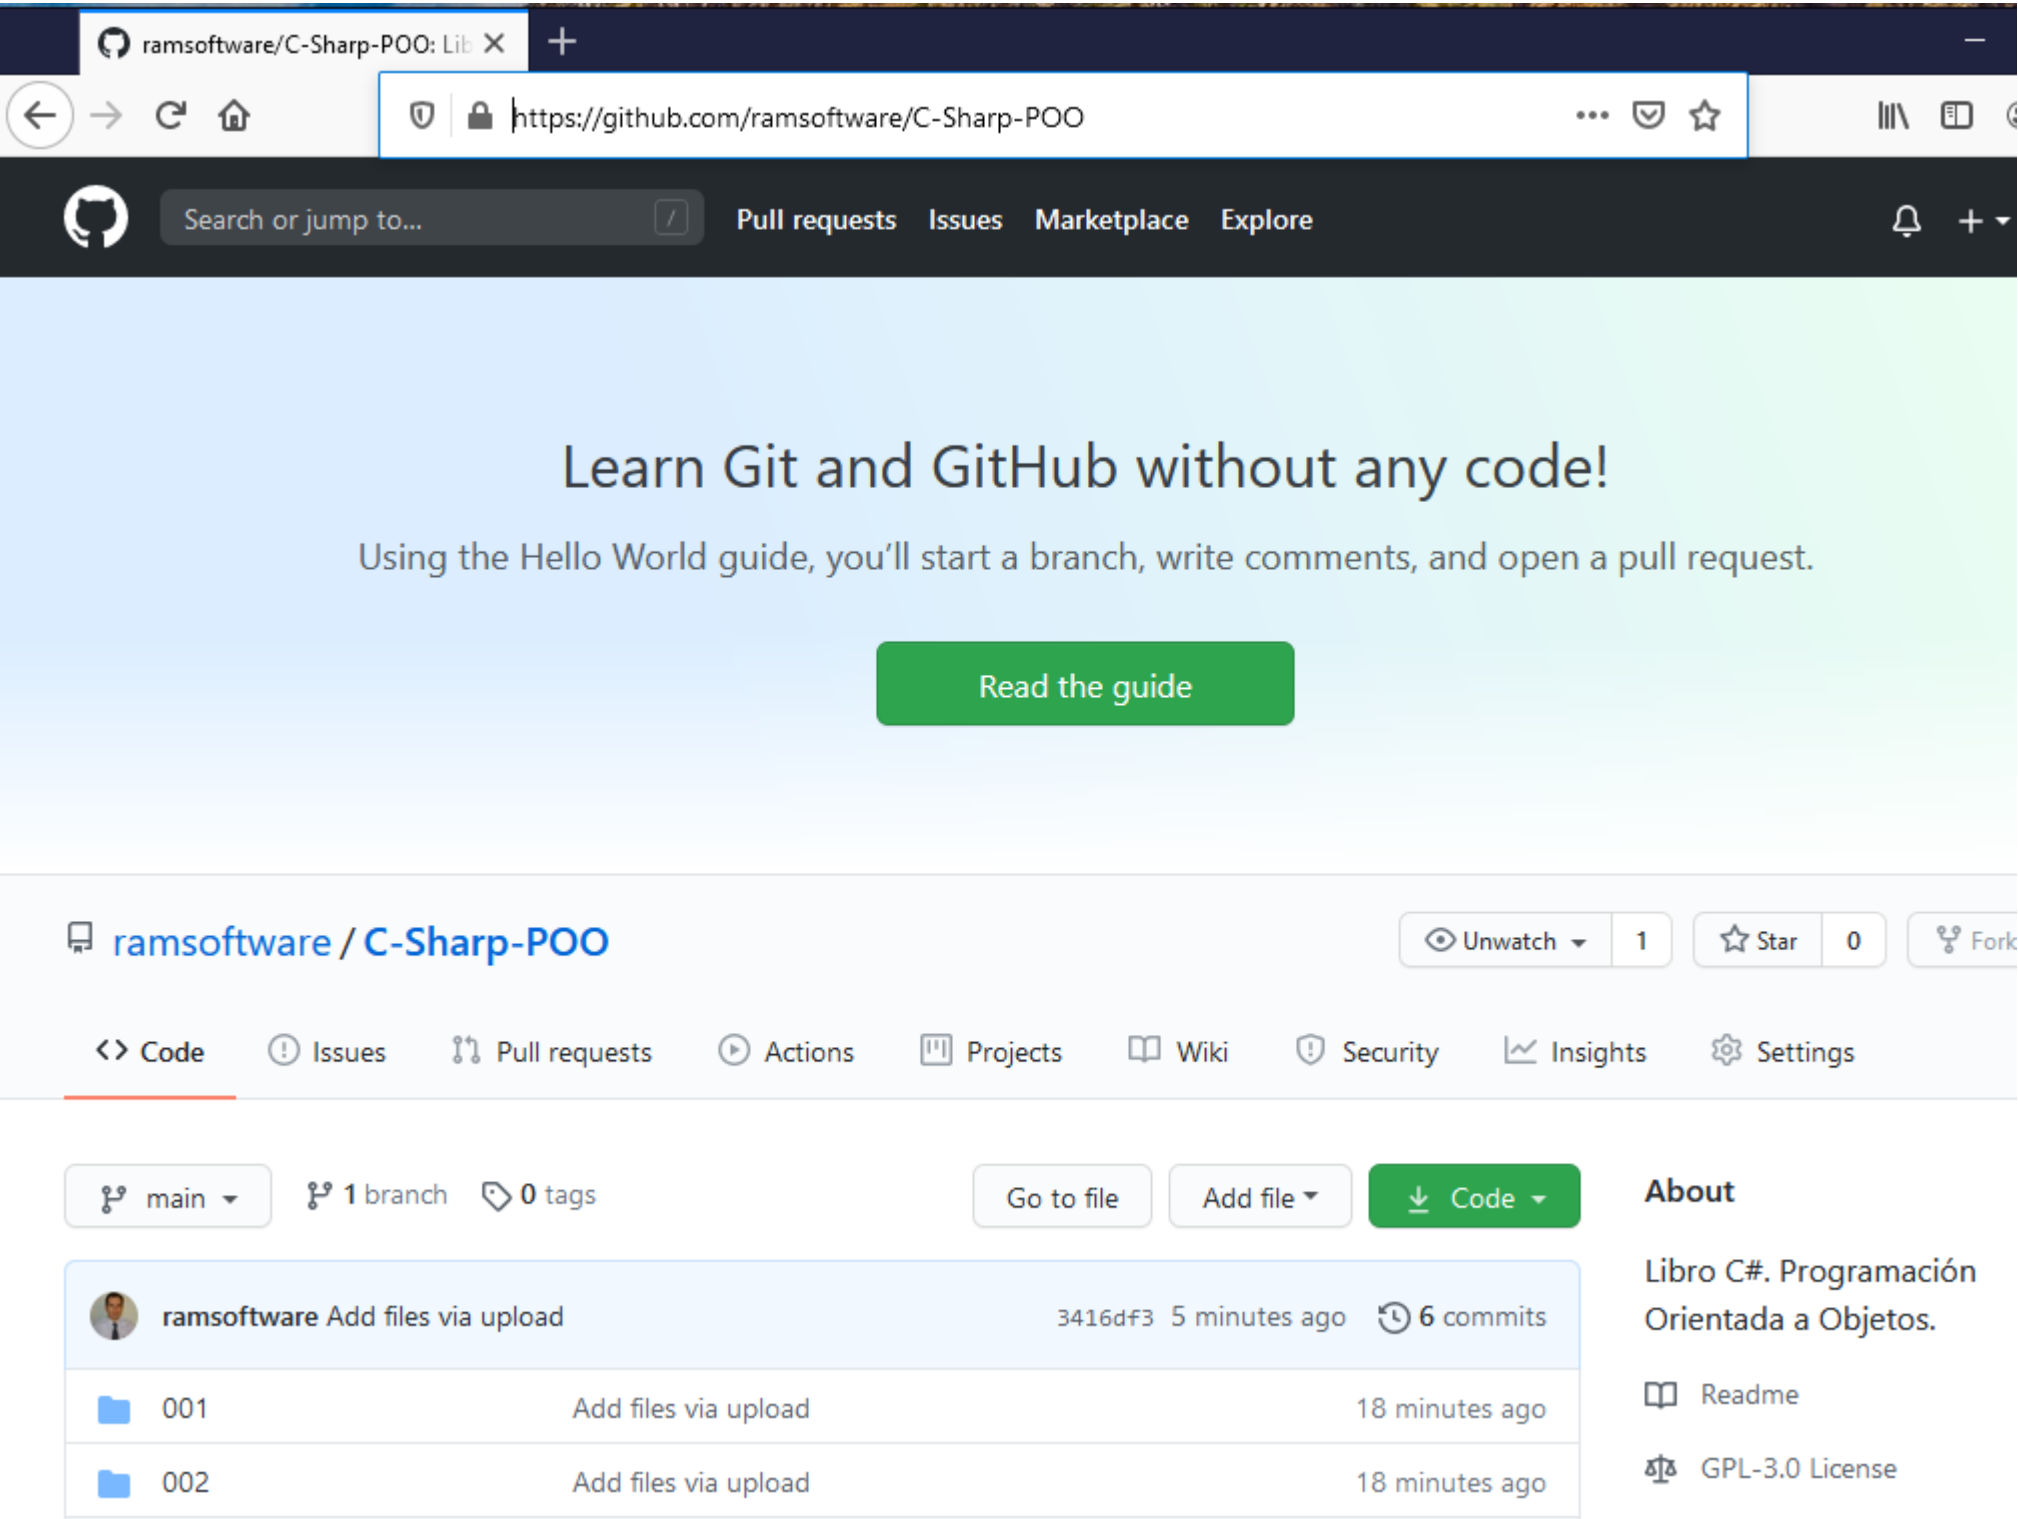 ramsoftware/C-Sharp-POO: Lib
https://github.com/ramsoftware/C-Sharp-POO
Search or jump to... / Pull requests Issues Marketplace Explore
Learn Git and GitHub without any code!
Using the Hello World guide, you’ll start a branch, write comments, and open a pull request.
Read the guide
ramsoftware / C-Sharp-POO Unwatch 1 Star 0 Fork
Code Issues Pull requests Actions Projects Wiki Security Insights Settings
main 1 branch 0 tags Go to file Add file Code
About
Libro C#. Programación
Orientada a Objetos.
Readme
GPL-3.0 License
ramsoftware Add files via upload 3416df3 5 minutes ago 6 commits
001 Add files via upload 18 minutes ago
002 Add files via upload 18 minutes ago